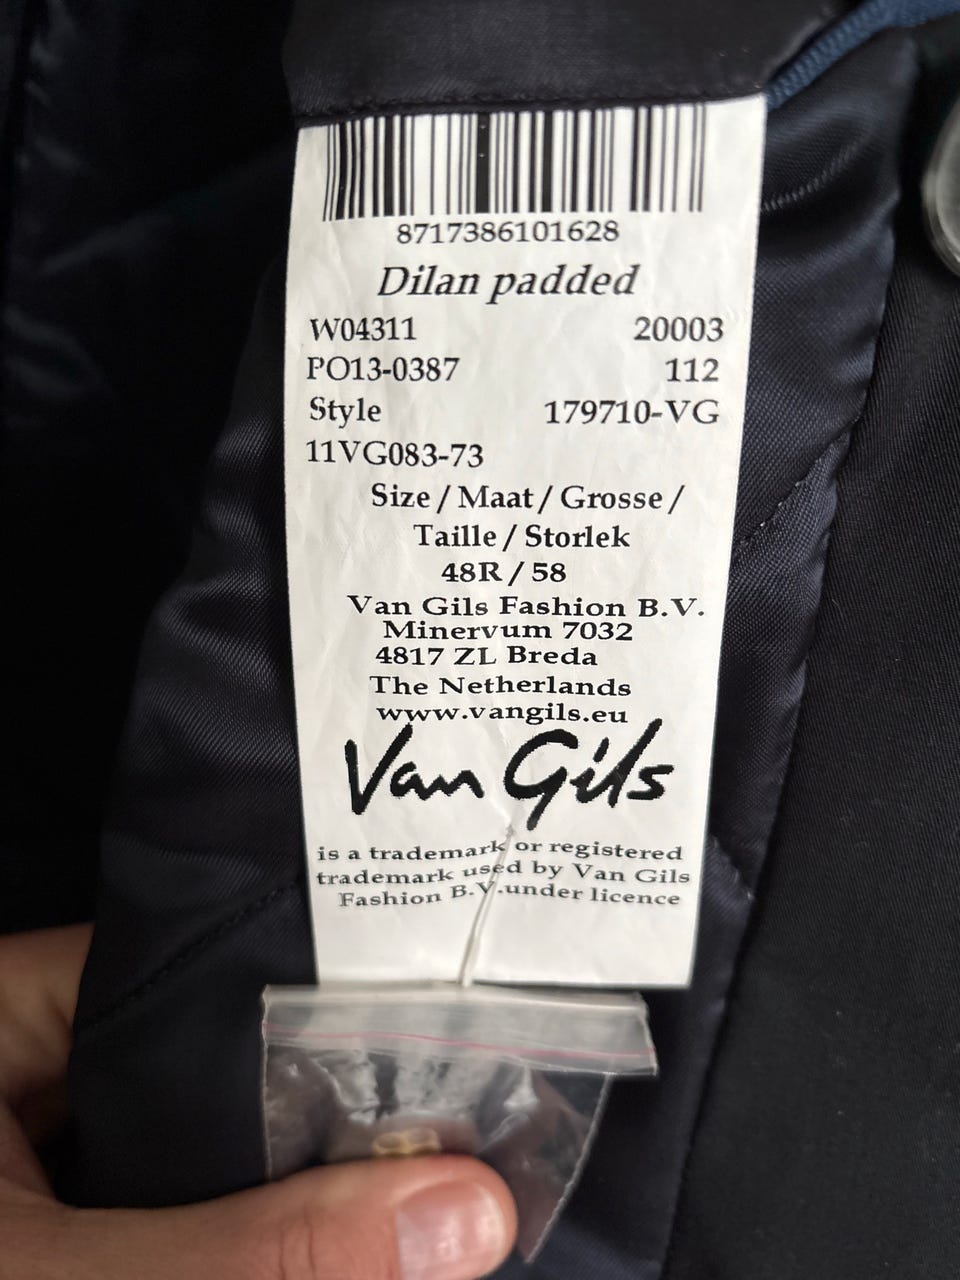 8717386101628
Dilan padded
W04311 20003
PO13-0387 112
Style 179710-VG
11VG083-73
Size / Maat / Grosse /
Taille / Storlek
48R / 58
Van Gils Fashion B.V.
Minervum 7032
4817 ZL Breda
The Netherlands
www.vangils.eu
Van Gils
is a trademark or registered
trademark used by Van Gils
Fashion B.V.under licence